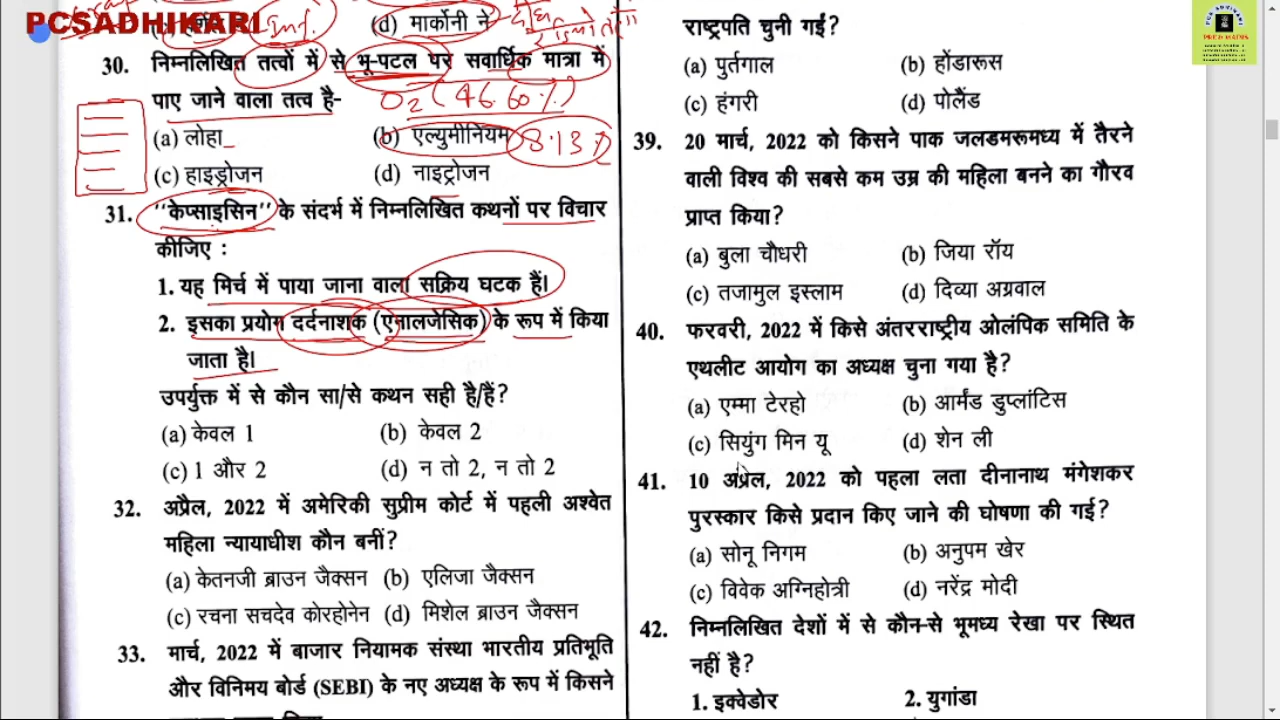 PCSADHIKARI
(d) मार्कोनी ने
30. निम्नलिखित तत्वों में से भू-पटल पर सवार्धिक मात्रा में
पाए जाने वाला तत्व है-
O2 (46.60%)
(a) लोहा (b) एल्युमीनियम 8.13%
(c) हाइड्रोजन (d) नाइट्रोजन
31. "केप्साइसिन" के संदर्भ में निम्नलिखित कथनों पर विचार
कीजिए :
1. यह मिर्च में पाया जाना वाला सक्रिय घटक हैं।
2. इसका प्रयोग दर्दनाशक (एनालजेसिक) के रूप में किया
जाता है।
उपर्युक्त में से कौन सा/से कथन सही है/हैं?
(a) केवल 1 (b) केवल 2
(c) 1 और 2 (d) न तो 2, न तो 2
32. अप्रैल, 2022 में अमेरिकी सुप्रीम कोर्ट में पहली अश्वेत
महिला न्यायाधीश कौन बनीं?
(a) केतनजी ब्राउन जैक्सन (b) एलिजा जैक्सन
(c) रचना सचदेव कोरहोनेन (d) मिशेल ब्राउन जैक्सन
33. मार्च, 2022 में बाजार नियामक संस्था भारतीय प्रतिभूति
और विनिमय बोर्ड (SEBI) के नए अध्यक्ष के रूप में किसने
राष्ट्रपति चुनी गईं?
(a) पुर्तगाल (b) होंडारूस
(c) हंगरी (d) पोलैंड
39. 20 मार्च, 2022 को किसने पाक जलडमरूमध्य में तैरने
वाली विश्व की सबसे कम उम्र की महिला बनने का गौरव
प्राप्त किया?
(a) बुला चौधरी (b) जिया रॉय
(c) तजामुल इस्लाम (d) दिव्या अग्रवाल
40. फरवरी, 2022 में किसे अंतरराष्ट्रीय ओलंपिक समिति के
एथलीट आयोग का अध्यक्ष चुना गया है?
(a) एम्मा टेरहो (b) आर्मंड डुप्लांटिस
(c) सियुंग मिन यू (d) शेन ली
41. 10 अप्रेल, 2022 को पहला लता दीनानाथ मंगेशकर
पुरस्कार किसे प्रदान किए जाने की घोषणा की गई?
(a) सोनू निगम (b) अनुपम खेर
(c) विवेक अग्निहोत्री (d) नरेंद्र मोदी
42. निम्नलिखित देशों में से कौन-से भूमध्य रेखा पर स्थित
नहीं है?
1. इक्वेडोर 2. युगांडा